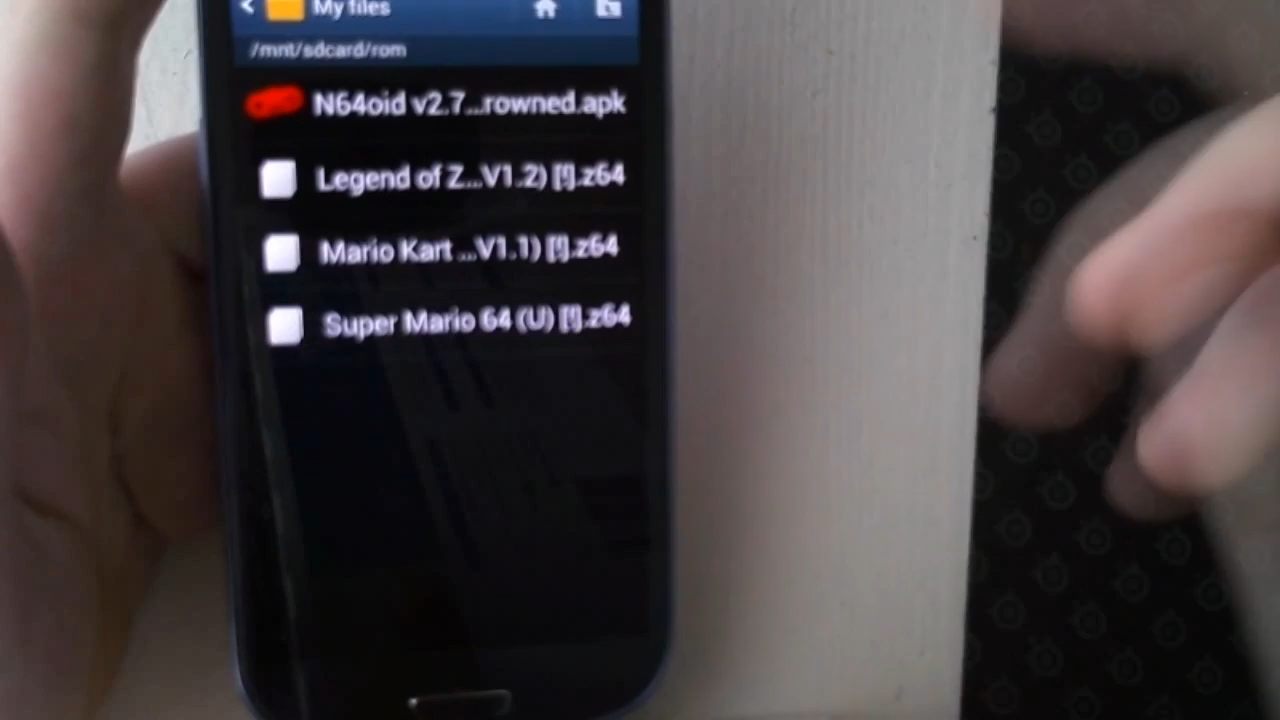 My files
/mnt/sdcard/rom
N64oid v2.7...rowned.apk
Legend of Z...V1.2) [!].z64
Mario Kart ...V1.1) [!].z64
Super Mario 64 (U) [!].z64